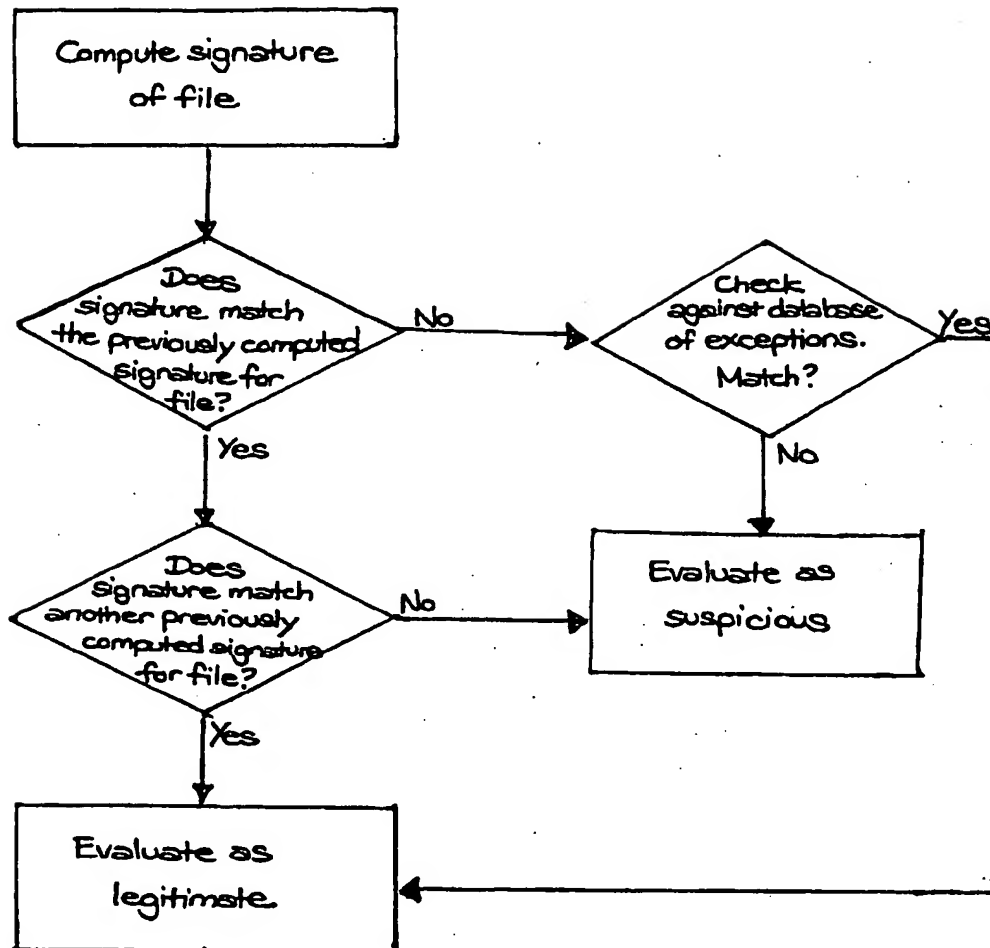 Compute signature
of file
Does
signature match
the previously computed
signature for
file?
No
Check
against database
of exceptions.
Match?
Yes
Yes
No
Does
signature match
another previously
computed signature
for file?
No
Evaluate as
suspicious
Yes
Evaluate as
legitimate